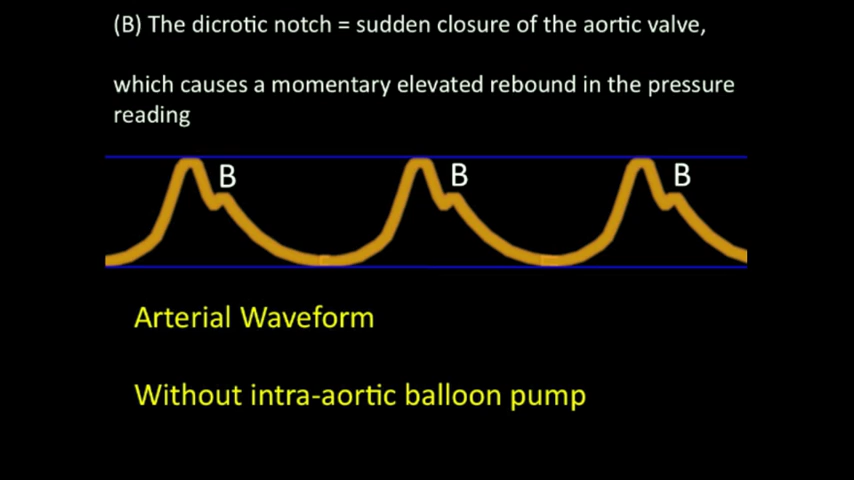 (B) The dicrotic notch = sudden closure of the aortic valve,
which causes a momentary elevated rebound in the pressure
reading
B B B
Arterial Waveform
Without intra-aortic balloon pump